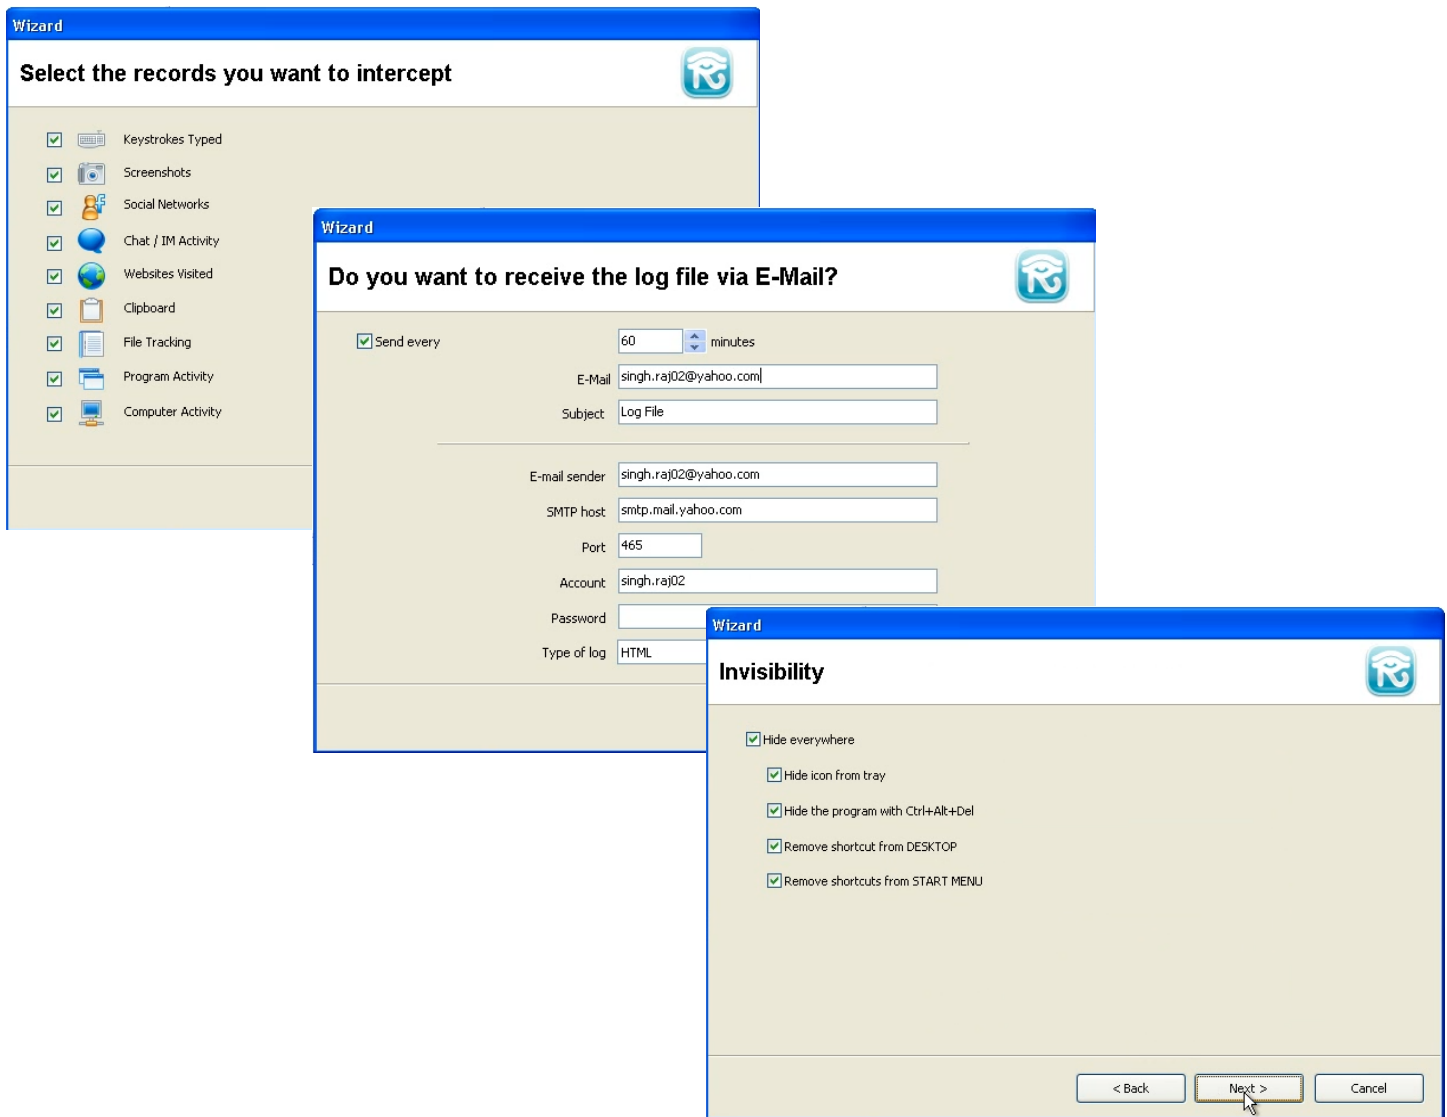 Wizard
Select the records you want to intercept
Keystrokes Typed
Screenshots
Social Networks
Chat / IM Activity
Websites Visited
Clipboard
File Tracking
Program Activity
Computer Activity
Wizard
Do you want to receive the log file via E-Mail?
Send every 60 minutes
E-Mail singh.raj02@yahoo.com
Subject Log File
E-mail sender singh.raj02@yahoo.com
SMTP host smtp.mail.yahoo.com
Port 465
Account singh.raj02
Password
Type of log HTML
Wizard
Invisibility
Hide everywhere
Hide icon from tray
Hide the program with Ctrl+Alt+Del
Remove shortcut from DESKTOP
Remove shortcuts from START MENU
< Back Next > Cancel